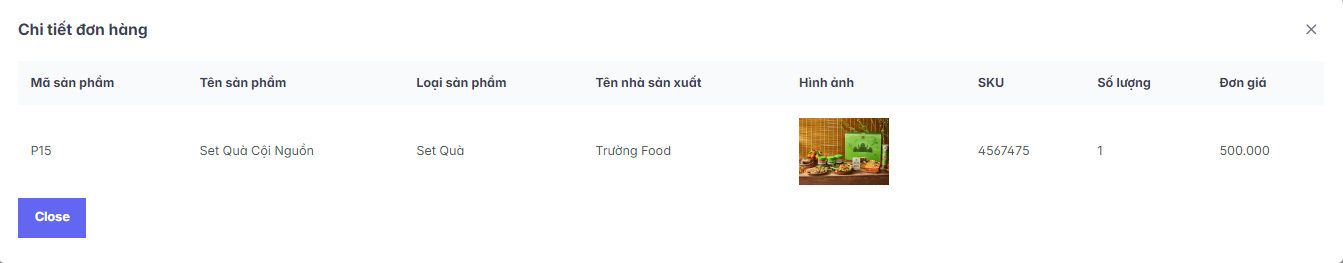 Chi tiết đơn hàng
Mã sản phẩm Tên sản phẩm Loại sản phẩm Tên nhà sản xuất Hình ảnh SKU Số lượng Đơn giá
P15 Set Quà Cội Nguồn Set Quà Trường Food 4567475 1 500.000
Close